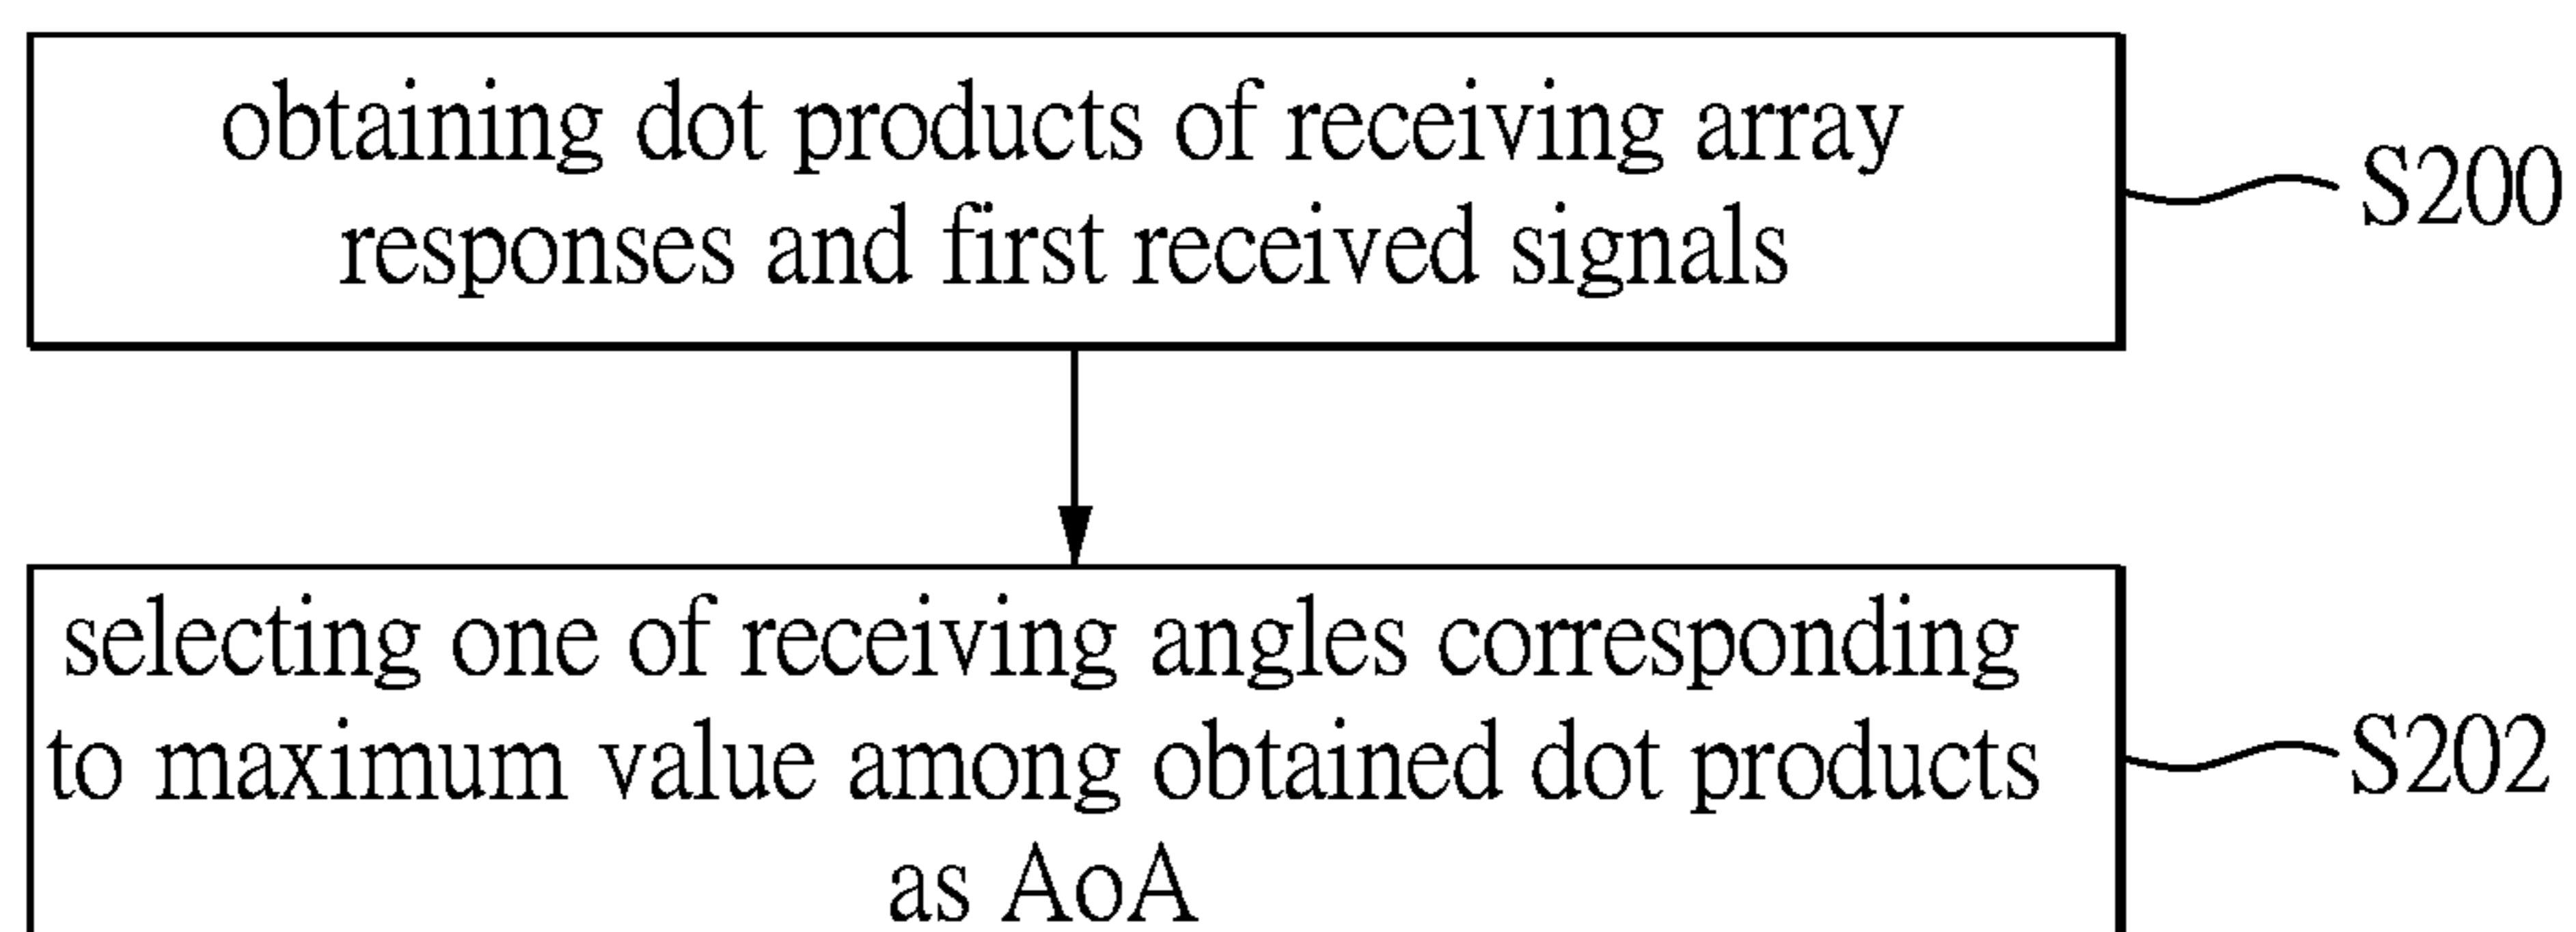 obtaining dot products of receiving array
responses and first received signals
S200
selecting one of receiving angles corresponding
to maximum value among obtained dot products
as AoA
S202